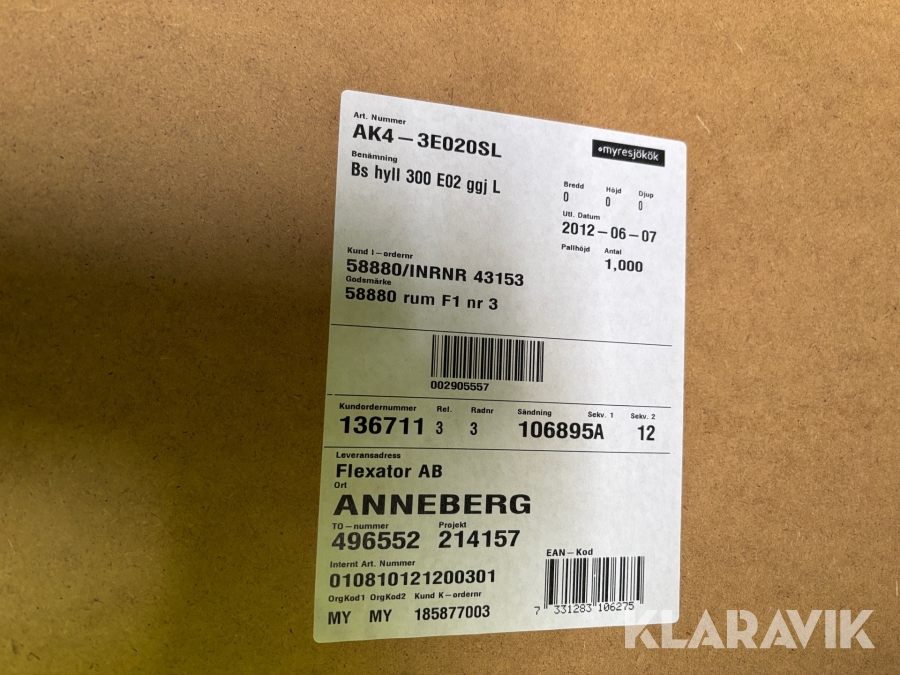 Art. Nummer
AK4-3E020SL
•myresjökök
Benämning
Bs hyll 300 E02 ggj L
Bredd Höjd Djup
0 0 0
Utl. Datum
2012-06-07
Pallhöjd Antal
1,000
Kund I-ordernr
58880/INRNR 43153
Godsmärke
58880 rum F1 nr 3
002905557
Kundordernummer Rel. Radnr Sändning Sekv. 1 Sekv. 2
136711 3 3 106895A 12
Leveransadress
Flexator AB
Ort
ANNEBERG
TO-nummer Projekt
496552 214157
EAN-Kod
Internt Art. Nummer
010810121200301
OrgKod1 OrgKod2 Kund K-ordernr
MY MY 185877003
7 331283 106275
KLARAVIK